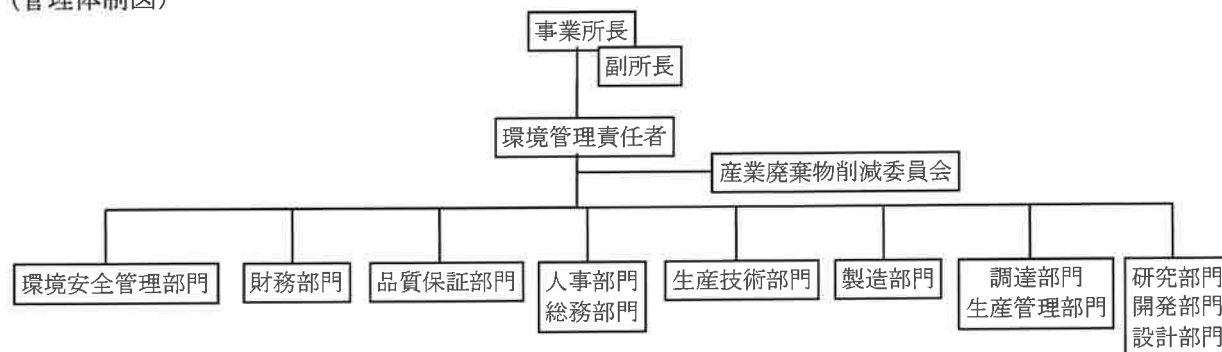 (管理体制図)
事業所長
副所長
環境管理責任者
産業廃棄物削減委員会
環境安全管理部門
財務部門
品質保証部門
人事部門
総務部門
生産技術部門
製造部門
調達部門
生産管理部門
研究部門
開発部門
設計部門